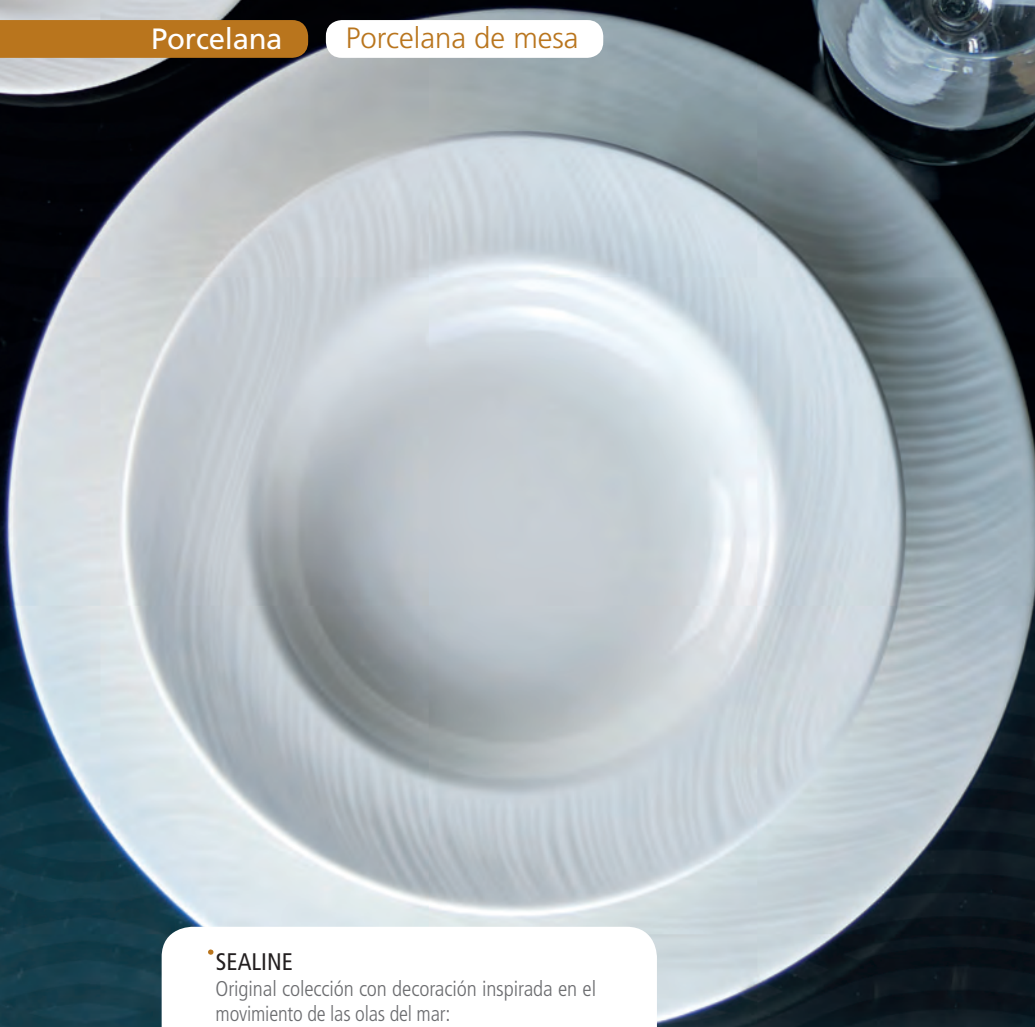 Porcelana
Porcelana de mesa
SEALINE
Original colección con decoración inspirada en el
movimiento de las olas del mar: